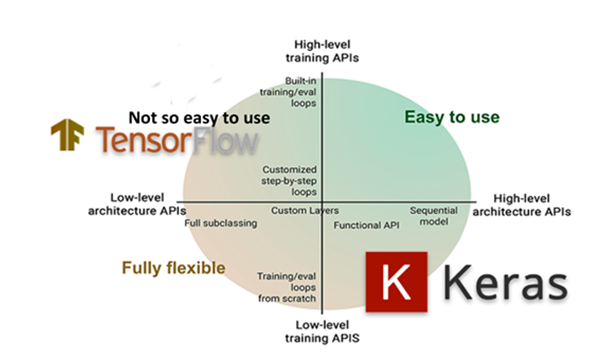 High-level
training APIs
Built-in
training/eval
loops
Not so easy to use
Easy to use
TensorFlow
Customized
step-by-step
loops
Low-level
architecture APIs
High-level
architecture APIs
Full subclassing
Custom Layers
Functional API
Sequential
model
Fully flexible
Training/eval
loops
from scratch
K Keras
Low-level
training APIS